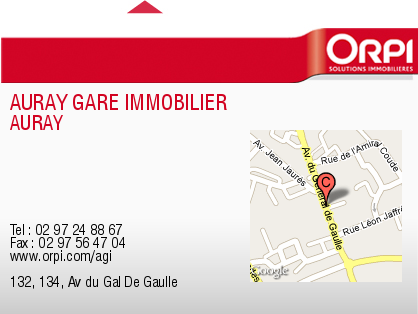 ORPI
SOLUTIONS IMMOBILIÈRES
AURAY GARE IMMOBILIER
AURAY
Av. Jean Jaurès
Av. du Général de Gaulle
Rue de l'Amiral Coude
C
Rue Léon Jaffré
Google
Tel : 02 97 24 88 67
Fax : 02 97 56 47 04
www.orpi.com/agi
132, 134, Av du Gal De Gaulle